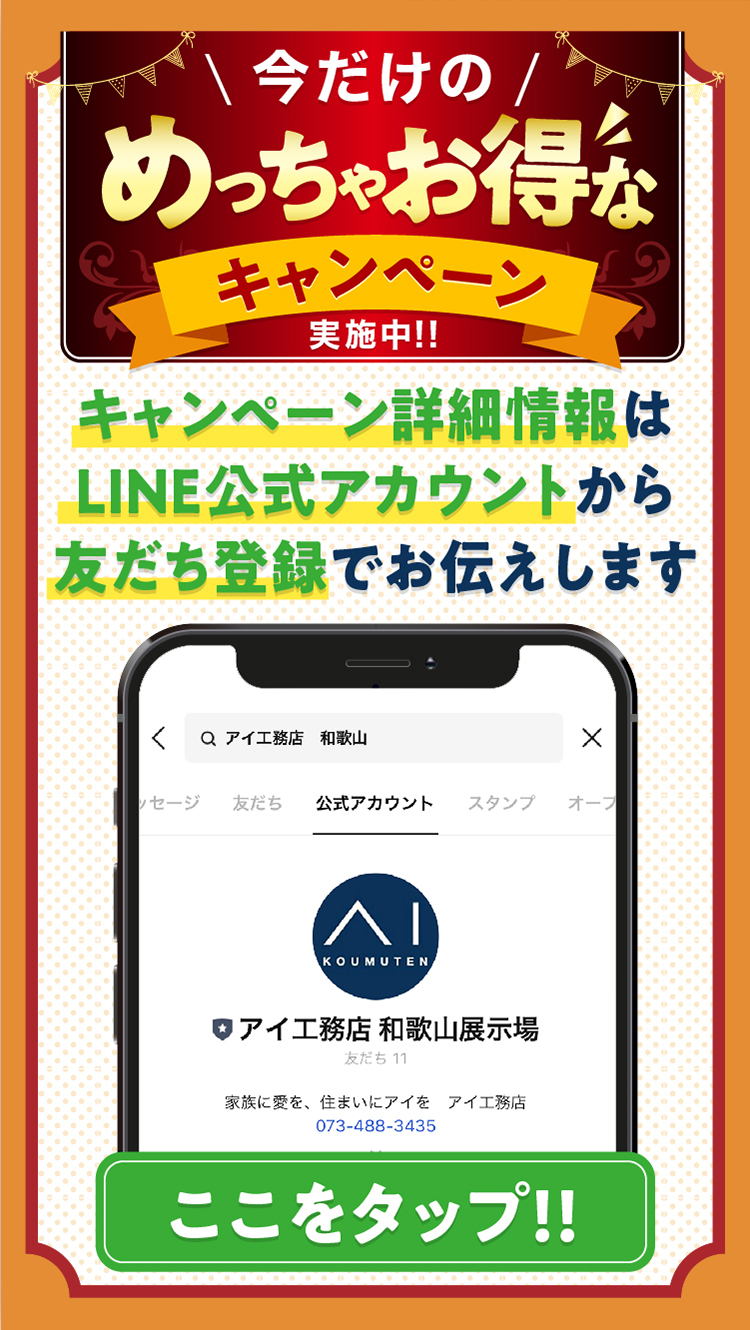 今だけの
めっちゃお得な
キャンペーン
実施中!!
キャンペーン詳細情報は
LINE公式アカウントから
友だち登録でお伝えします
アイ工務店 和歌山
ッセージ 友だち 公式アカウント スタンプ オープ
AI
KOUMUTEN
アイ工務店 和歌山展示場
友だち 11
家族に愛を、住まいにアイを アイ工務店
073-488-3435
ここをタップ!!